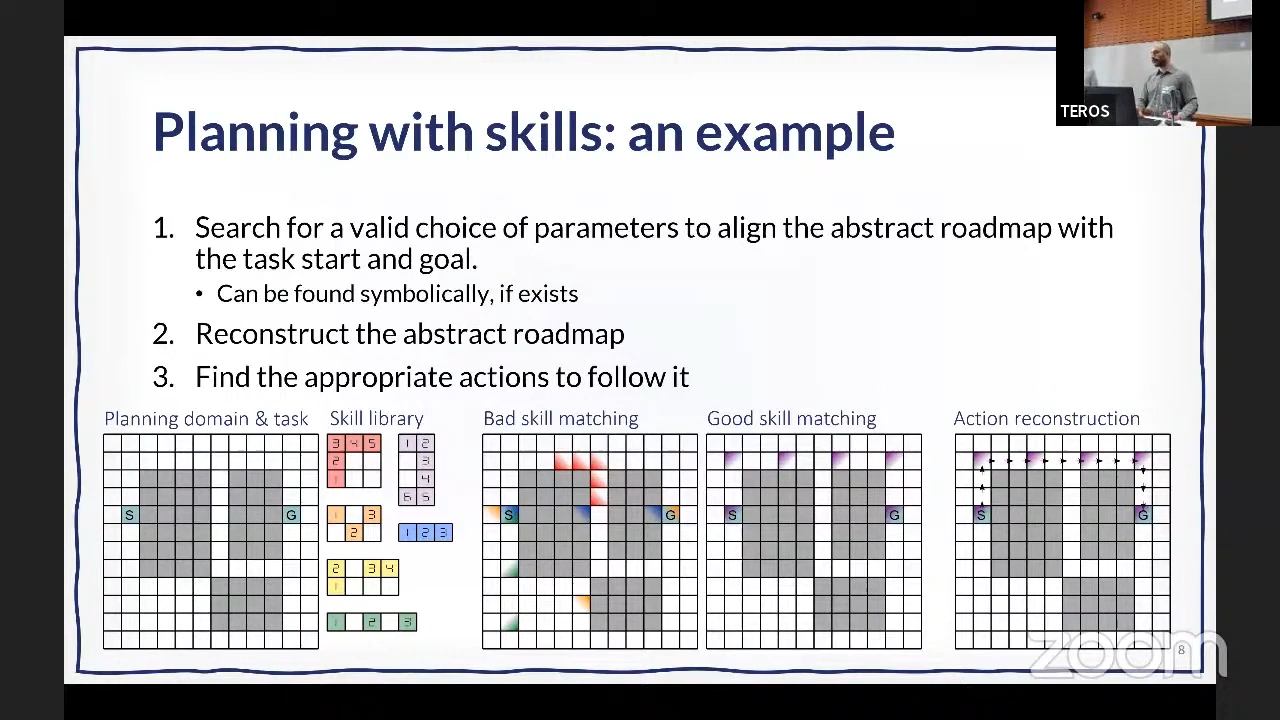 TEROS
Planning with skills: an example
1. Search for a valid choice of parameters to align the abstract roadmap with
the task start and goal.
• Can be found symbolically, if exists
2. Reconstruct the abstract roadmap
3. Find the appropriate actions to follow it
Planning domain & task
S G
Skill library
3 4 5
2
1
1 2
3
4
6 5
1 3
2
1 2 3
2 3 4
1
1 2 3
Bad skill matching
S G
Good skill matching
S G
Action reconstruction
S G
zoom
8